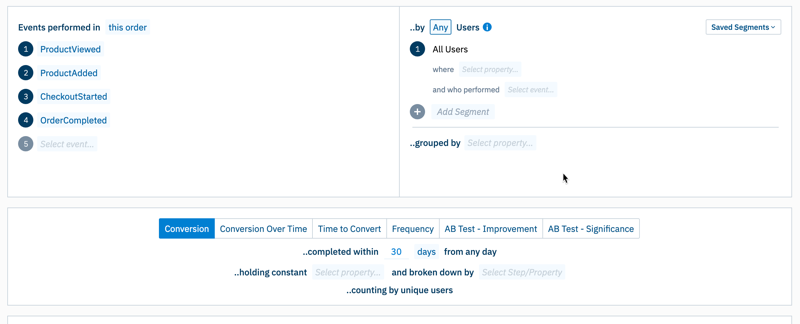 Events performed in this order
1 ProductViewed
2 ProductAdded
3 CheckoutStarted
4 OrderCompleted
5 Select event...
..by Any Users i
Saved Segments
1 All Users
where Select property...
and who performed Select event...
+ Add Segment
..grouped by Select property...
Conversion Conversion Over Time Time to Convert Frequency AB Test - Improvement AB Test - Significance
..completed within 30 days from any day
..holding constant Select property... and broken down by Select Step/Property
..counting by unique users